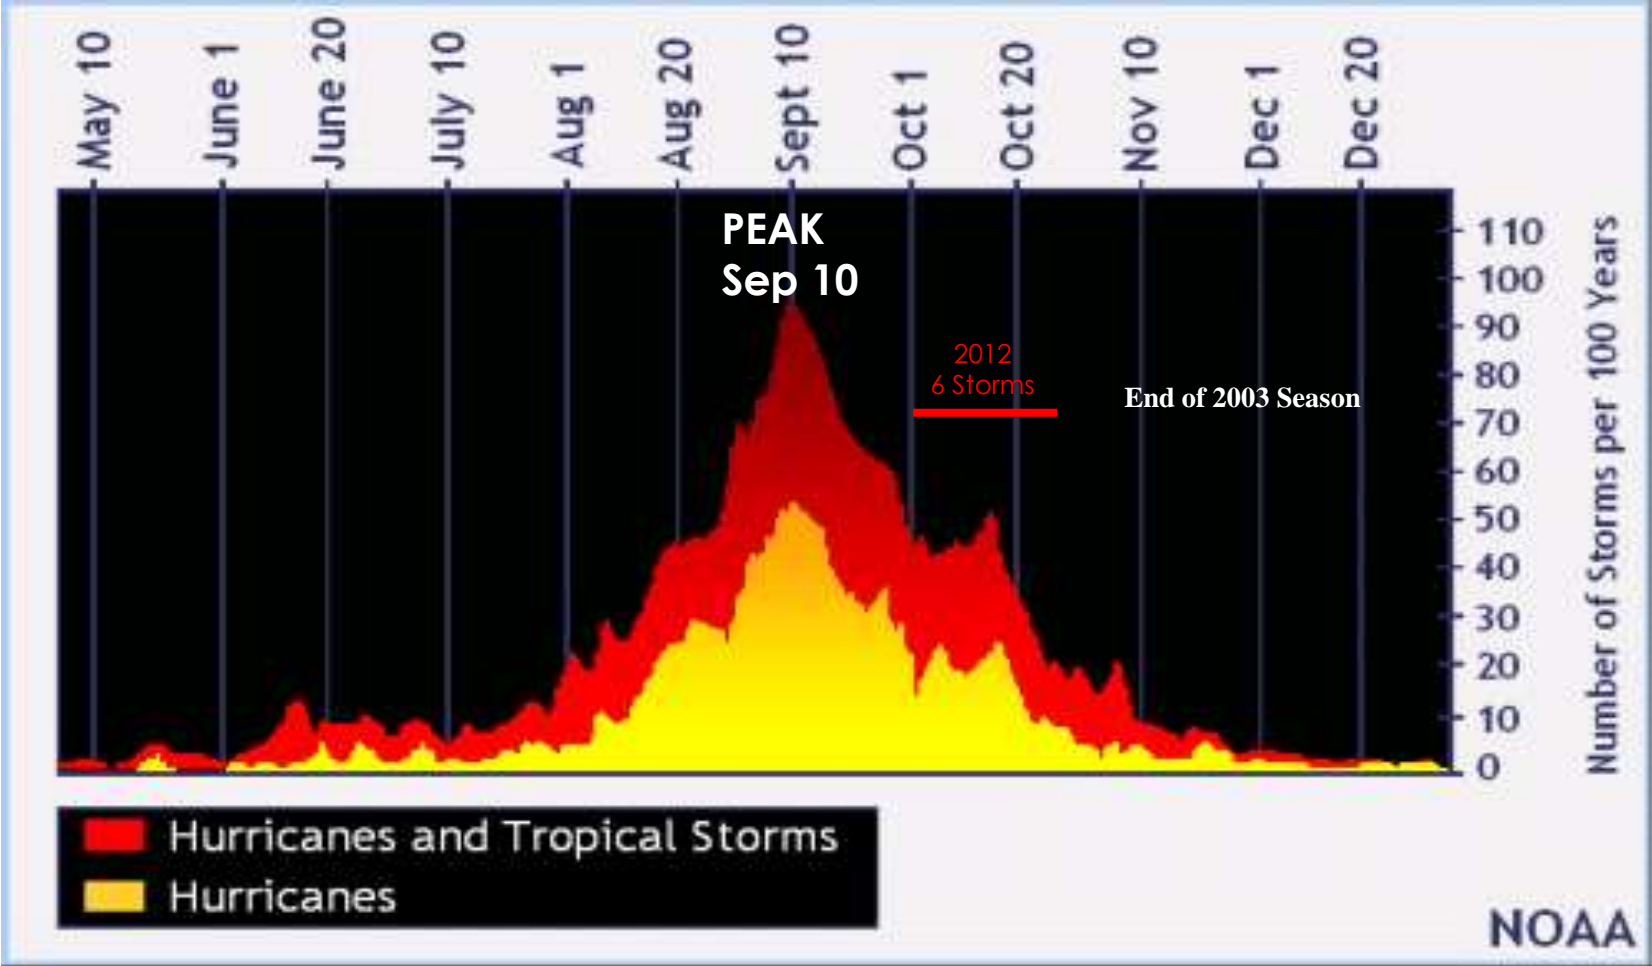 May 10
June 1
June 20
July 10
Aug 1
Aug 20
Sept 10
Oct 1
Oct 20
Nov 10
Dec 1
Dec 20
PEAK
Sep 10
2012
6 Storms
End of 2003 Season
110
100
90
80
70
60
50
40
30
20
10
0
Number of Storms per 100 Years
Hurricanes and Tropical Storms
Hurricanes
NOAA